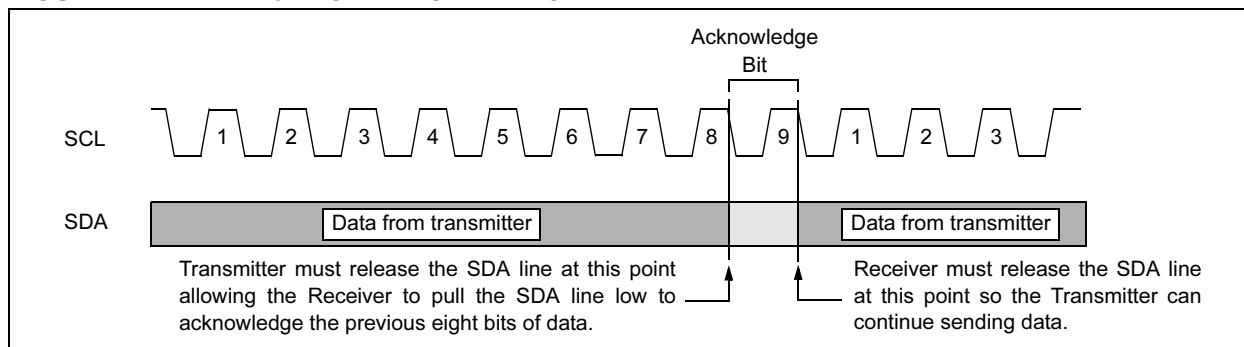 Acknowledge
Bit
SCL
1 2 3 4 5 6 7 8 9 1 2 3
SDA
Data from transmitter
Data from transmitter
Transmitter must release the SDA line at this point
allowing the Receiver to pull the SDA line low to
acknowledge the previous eight bits of data.
Receiver must release the SDA line
at this point so the Transmitter can
continue sending data.